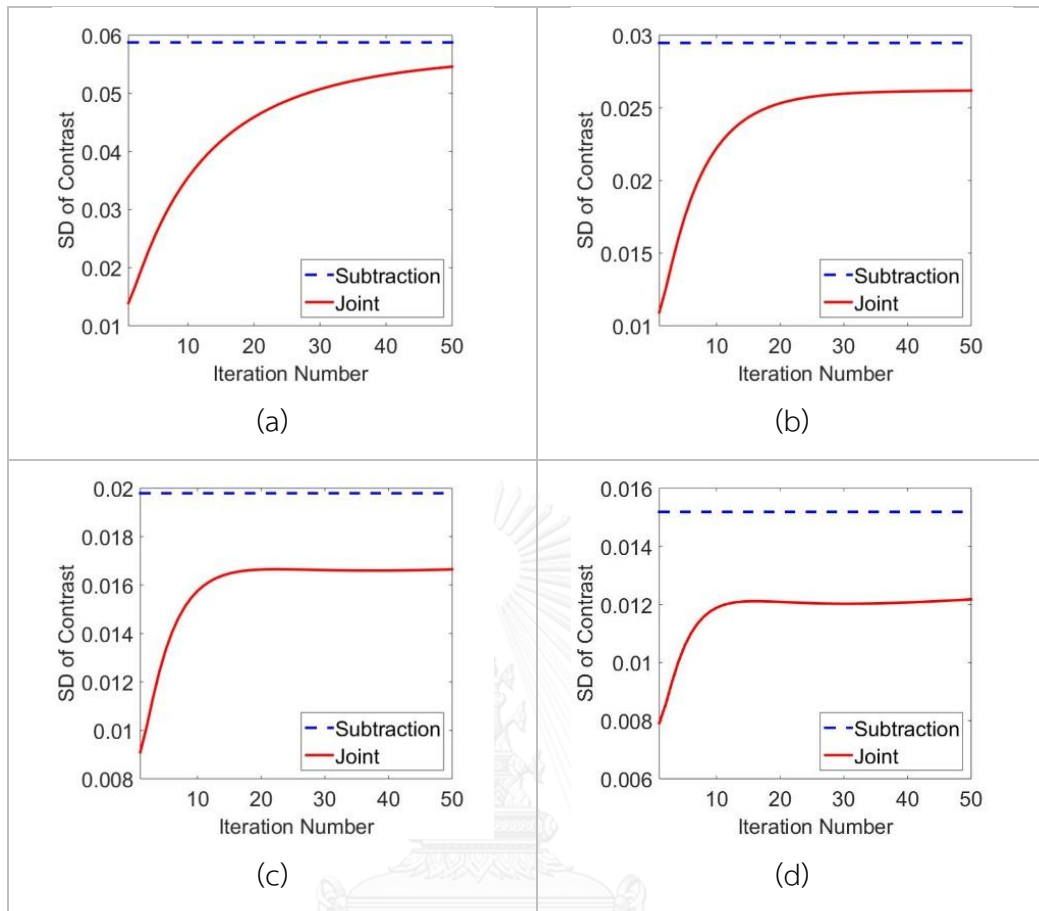 0.06
0.05
0.04
0.03
0.02
0.01
SD of Contrast
Subtraction
Joint
10 20 30 40 50
Iteration Number
(a)
0.03
0.025
0.02
0.015
0.01
SD of Contrast
Subtraction
Joint
10 20 30 40 50
Iteration Number
(b)
0.02
0.018
0.016
0.014
0.012
0.01
0.008
SD of Contrast
Subtraction
Joint
10 20 30 40 50
Iteration Number
(c)
0.016
0.014
0.012
0.01
0.008
0.006
SD of Contrast
Subtraction
Joint
10 20 30 40 50
Iteration Number
(d)